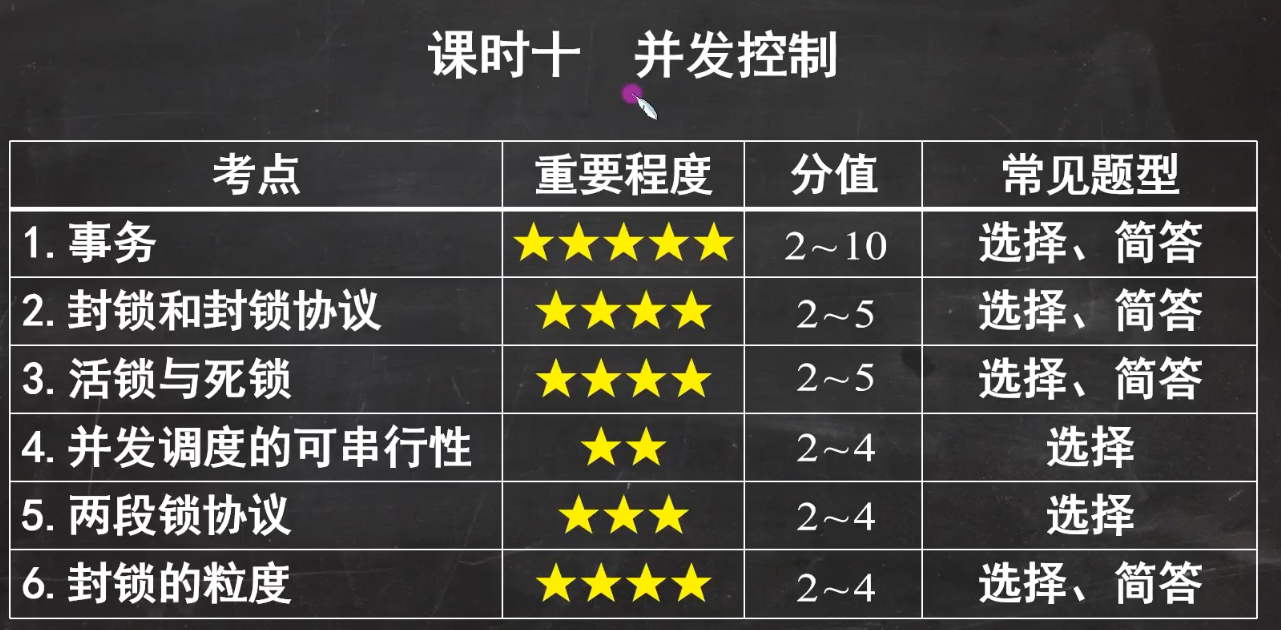 课时十 并发控制
考点 重要程度 分值 常见题型
1. 事务 ★★★★★ 2~10 选择、简答
2. 封锁和封锁协议 ★★★★ 2~5 选择、简答
3. 活锁与死锁 ★★★★ 2~5 选择、简答
4. 并发调度的可串行性 ★★ 2~4 选择
5. 两段锁协议 ★★★ 2~4 选择
6. 封锁的粒度 ★★★★ 2~4 选择、简答